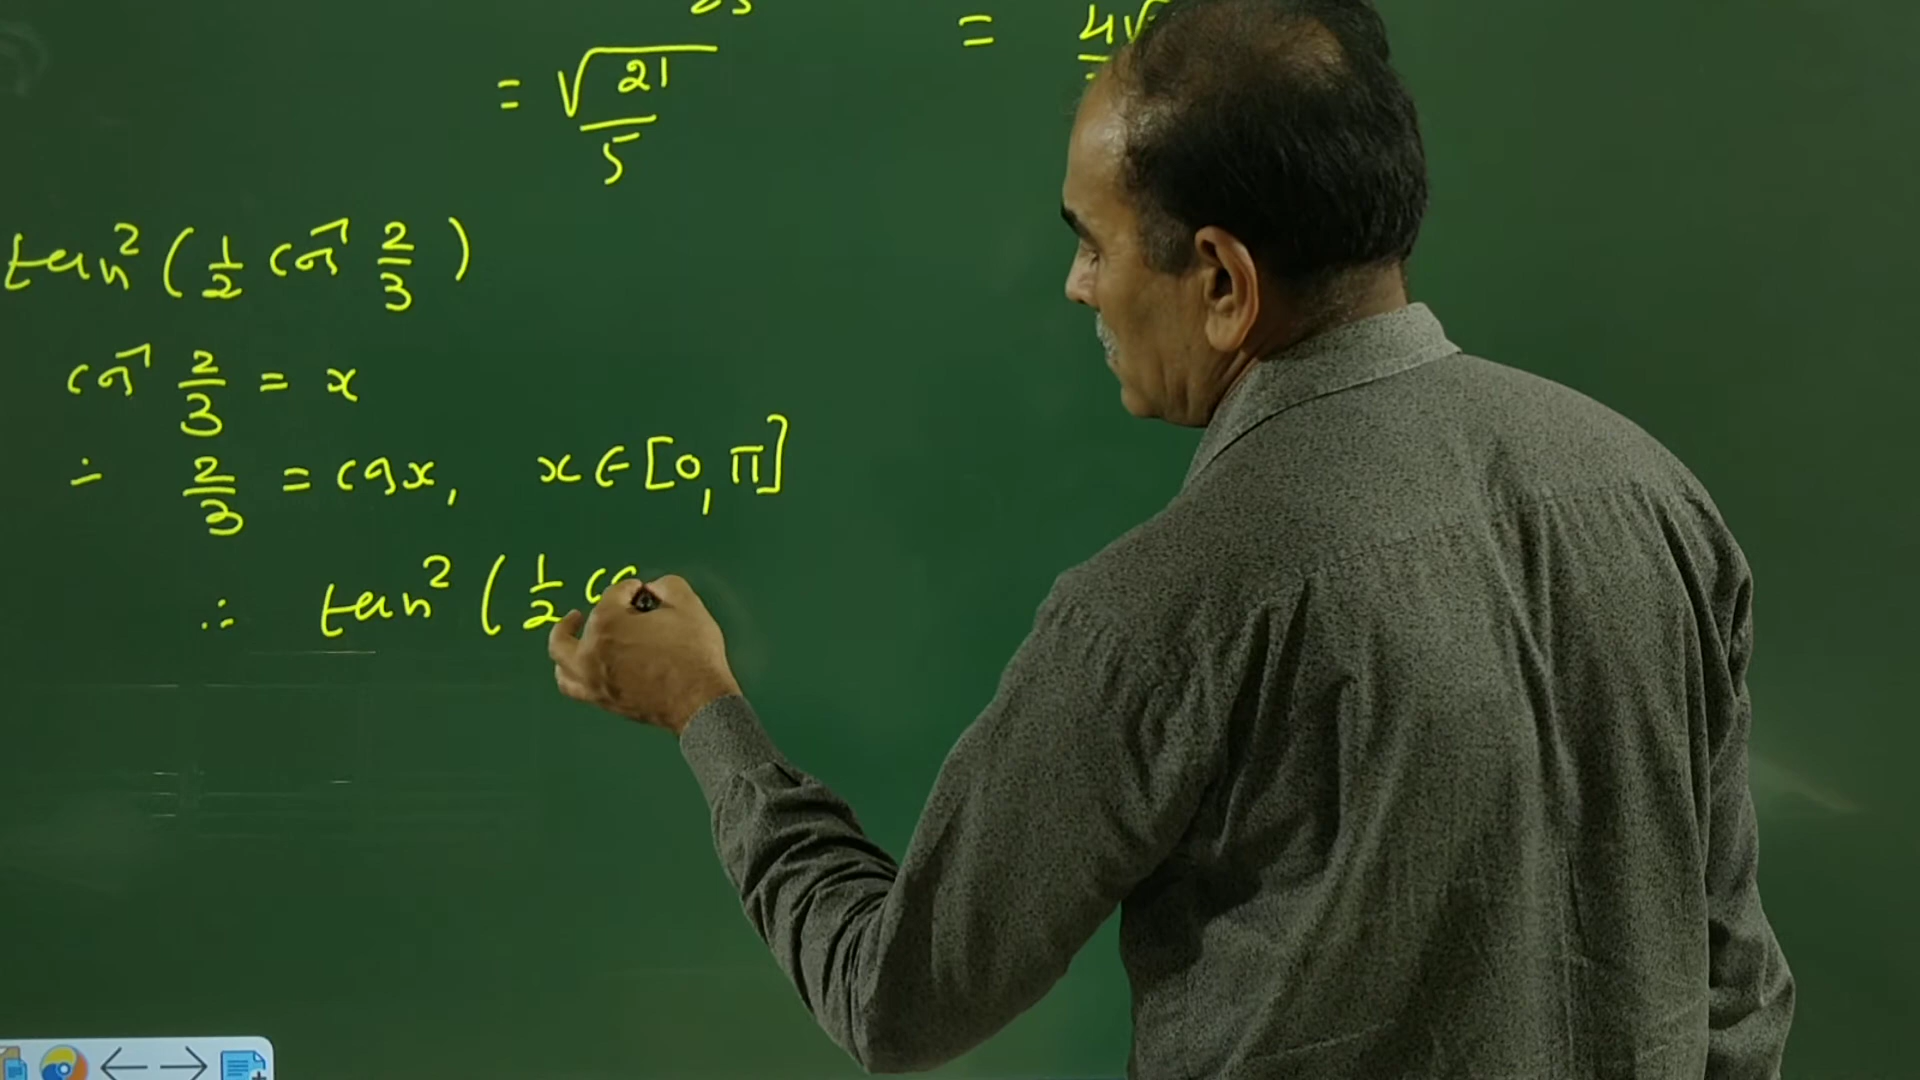 = 4√
= √21/5
tan² (1/2 cos⁻¹ 2/3)
cos⁻¹ 2/3 = x
∴ 2/3 = cos x, x ∈ [0, π]
∴ tan² (1/2 co